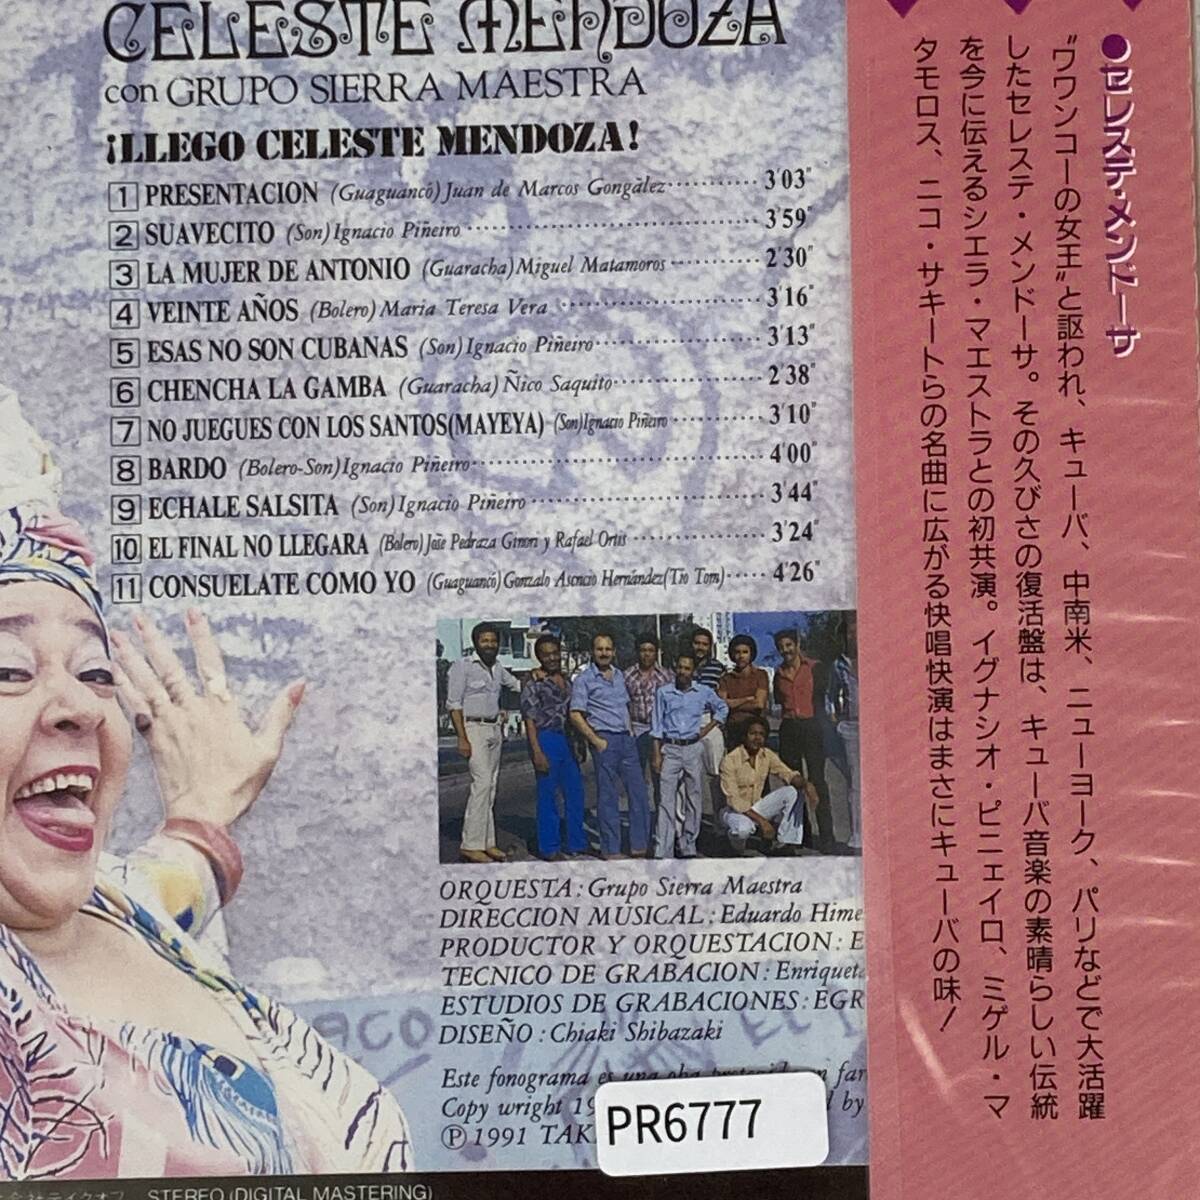 CELESTE MENDOZA
con GRUPO SIERRA MAESTRA
¡LLEGO CELESTE MENDOZA!
1 PRESENTACION (Guaguancó) Juan de Marcos Gongález 3'03"
2 SUAVECITO (Son) Ignacio Piñeiro 3'59"
3 LA MUJER DE ANTONIO (Guaracha) Miguel Matamoros 2'30"
4 VEINTE AÑOS (Bolero) Maria Teresa Vera 3'16"
5 ESAS NO SON CUBANAS (Son) Ignacio Piñeiro 3'13"
6 CHENCHA LA GAMBA (Guaracha) Ñico Saquito 2'38"
7 NO JUEGUES CON LOS SANTOS(MAYEYA) (Son) Ignacio Piñeiro 3'10"
8 BARDO (Bolero-Son) Ignacio Piñeiro 4'00"
9 ECHALE SALSITA (Son) Ignacio Piñeiro 3'44"
10 EL FINAL NO LLEGARA (Bolero) Jose Pedraza Ginori y Rafael Ortis 3'24"
11 CONSUELATE COMO YO (Guaguancó) Gonzalo Asencio Hernández(Tio Tom) 4'26"
ORQUESTA : Grupo Sierra Maestra
DIRECCION MUSICAL : Eduardo Hime
PRODUCTOR Y ORQUESTACION : E
TECNICO DE GRABACION : Enriquet
ESTUDIOS DE GRABACIONES : EGR
DISEÑO : Chiaki Shibazaki
Este fonograma es una oba
Copy wright 19 by
Ⓟ 1991 TAK
PR6777
テイクオフ STEREO (DIGITAL MASTERING)
●セレステ・メンドーサ
"ワワンコーの女王"と謳われ、キューバ、中南米、ニューヨーク、パリなどで大活躍
したセレステ・メンドーサ。その久びさの復活盤は、キューバ音楽の素晴らしい伝統
を今に伝えるシエラ・マエストラとの初共演。イグナシオ・ピニェイロ、ミゲル・マ
タモロス、ニコ・サキートらの名曲に広がる快唱快演はまさにキューバの味！